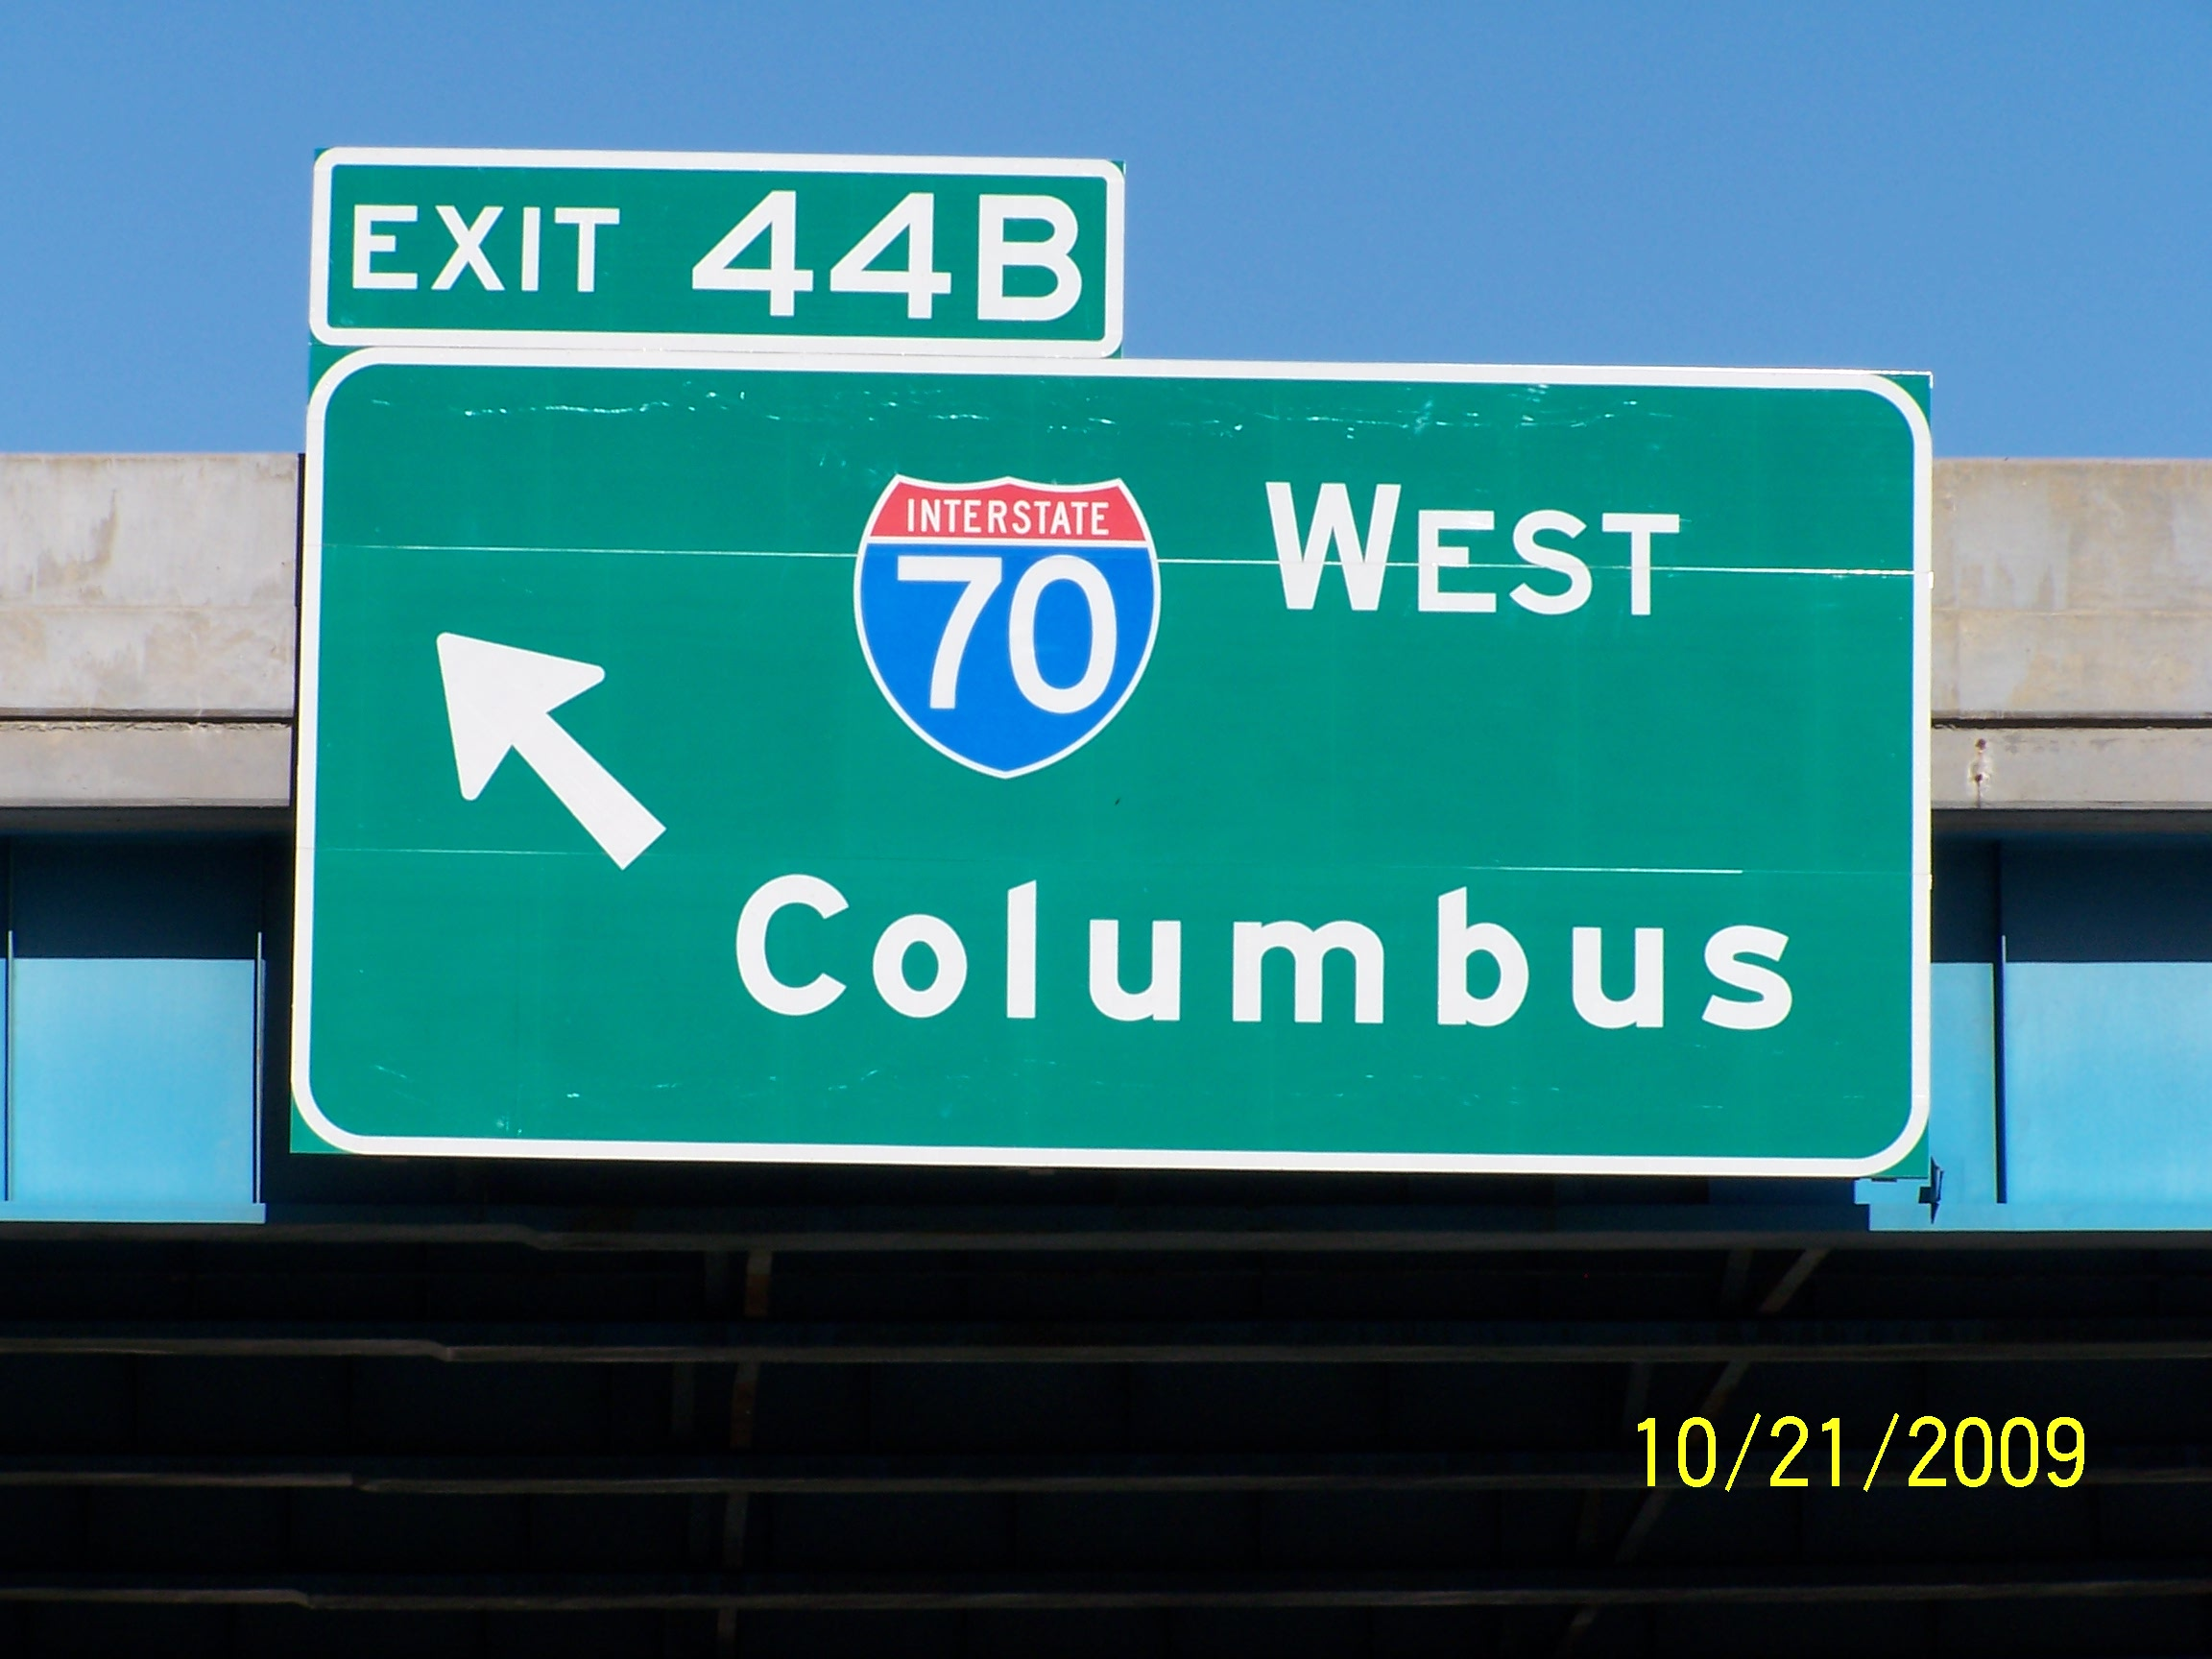 EXIT 44B
INTERSTATE
70 WEST
Columbus
10/21/2009